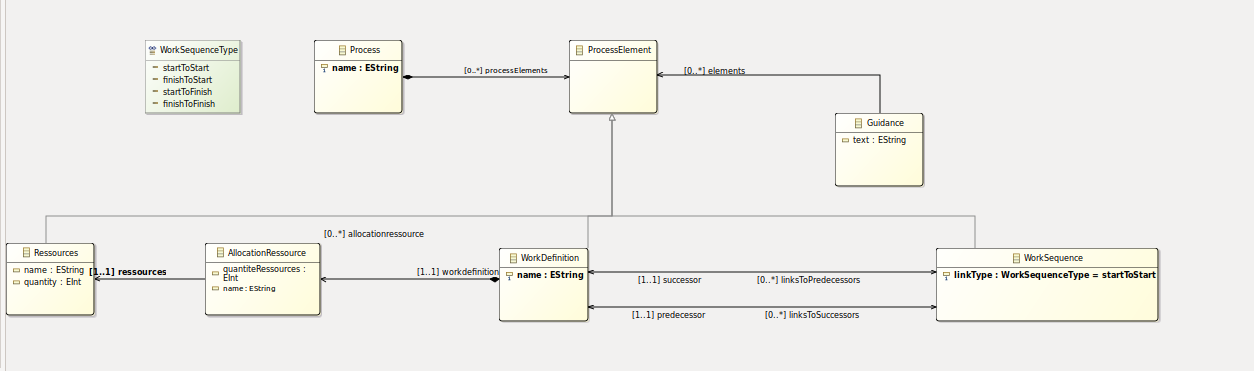 WorkSequenceType
startToStart
finishToStart
startToFinish
finishToFinish
Process
name : EString
[0..*] processElements
ProcessElement
[0..*] elements
Guidance
text : EString
Ressources
name : EString
quantity : EInt
[1..1] ressources
AllocationRessource
quantiteRessources :
EInt
name : EString
[0..*] allocationressource
[1..1] workdefinition
WorkDefinition
name : EString
[1..1] successor
[0..*] linksToPredecessors
[1..1] predecessor
[0..*] linksToSuccessors
WorkSequence
linkType : WorkSequenceType = startToStart